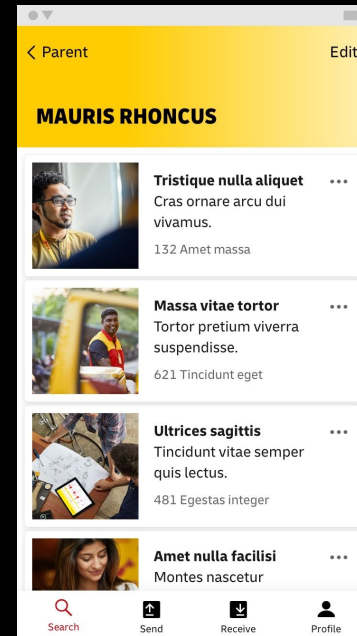 Parent
Edit
MAURIS RHONCUS
Tristique nulla aliquet
Cras ornare arcu dui
vivamus.
132 Amet massa
Massa vitae tortor
Tortor pretium viverra
suspendisse.
621 Tincidunt eget
Ultrices sagittis
Tincidunt vitae semper
quis lectus.
481 Egestas integer
Amet nulla facilisi
Montes nascetur
Search
Send
Receive
Profile